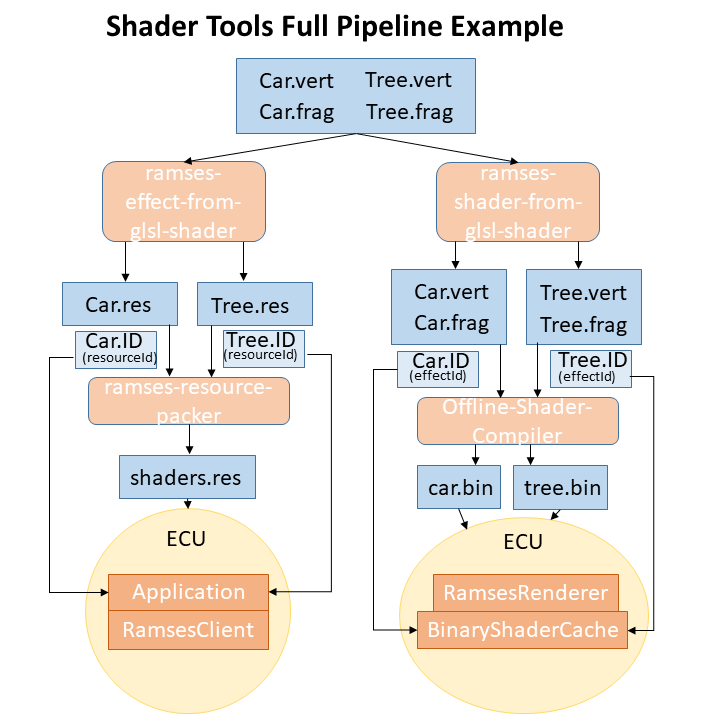 Shader Tools Full Pipeline Example
Car.vert Tree.vert
Car.frag Tree.frag
ramses-
effect-from-
glsl-shader
ramses-
shader-from-
glsl-shader
Car.res
Tree.res
Car.vert
Car.frag
Tree.vert
Tree.frag
Car.ID
(resourceId)
Tree.ID
(resourceId)
Car.ID
(effectId)
Tree.ID
(effectId)
ramses-resource-
packer
Offline-Shader-
Compiler
shaders.res
car.bin
tree.bin
ECU
Application
RamsesClient
ECU
RamsesRenderer
BinaryShaderCache